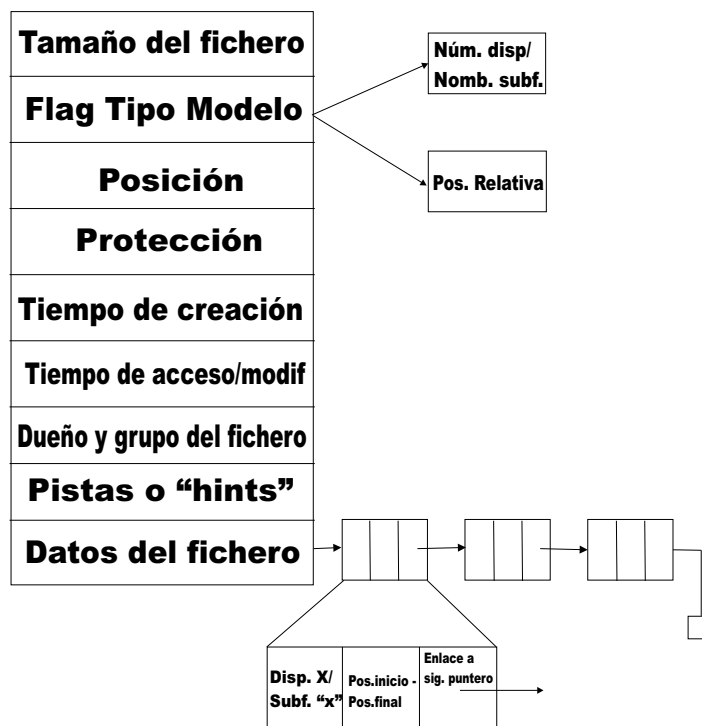 Tamaño del fichero
Flag Tipo Modelo
Posición
Protección
Tiempo de creación
Tiempo de acceso/modif
Dueño y grupo del fichero
Pistas o “hints”
Datos del fichero
Núm. disp/
Nomb. subf.
Pos. Relativa
Disp. X/
Subf. “x”
Pos.inicio -
Pos.final
Enlace a
sig. puntero